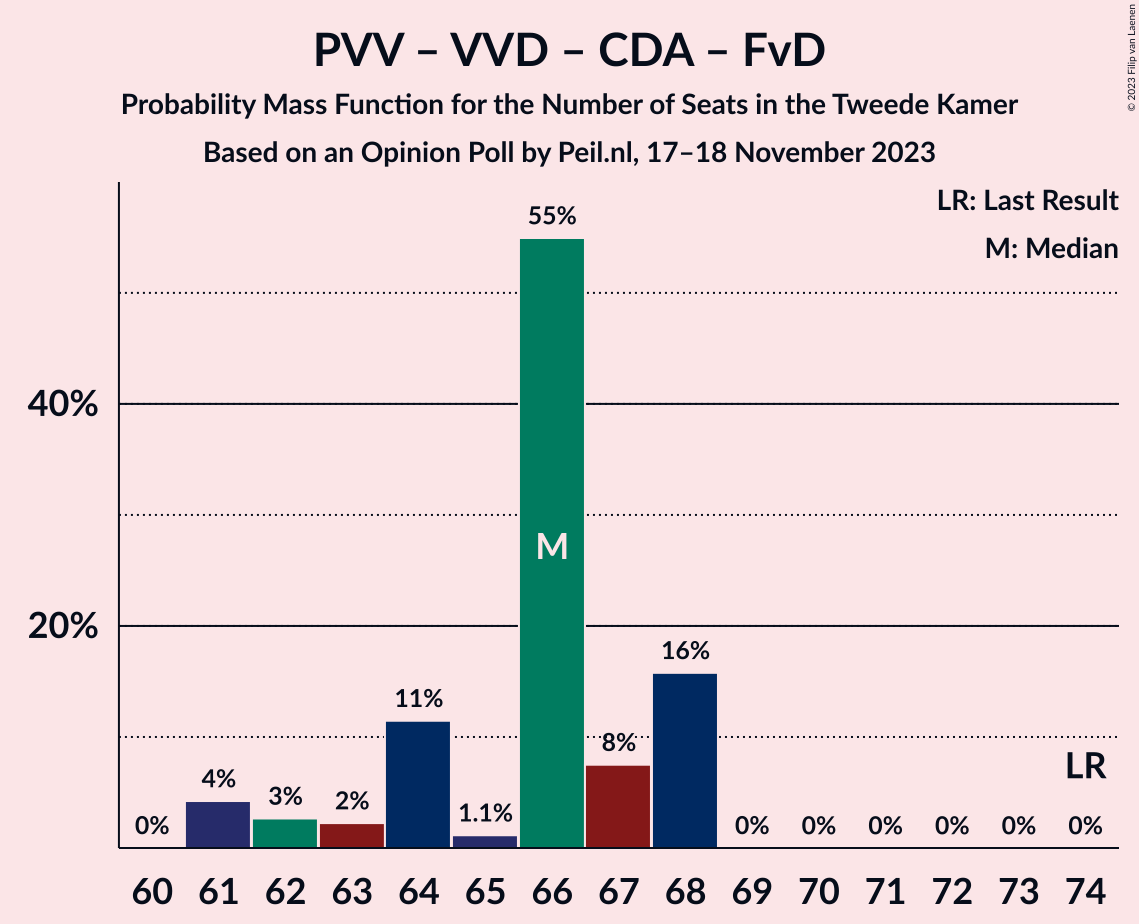 PVV – VVD – CDA – FvD
Probability Mass Function for the Number of Seats in the Tweede Kamer
Based on an Opinion Poll by Peil.nl, 17–18 November 2023
© 2023 Filip van Laenen
LR: Last Result
M: Median
55%
40%
M
20%
16%
11%
8%
LR
4%
3%
2%
1.1%
0% 0% 0% 0% 0% 0% 0%
60 61 62 63 64 65 66 67 68 69 70 71 72 73 74